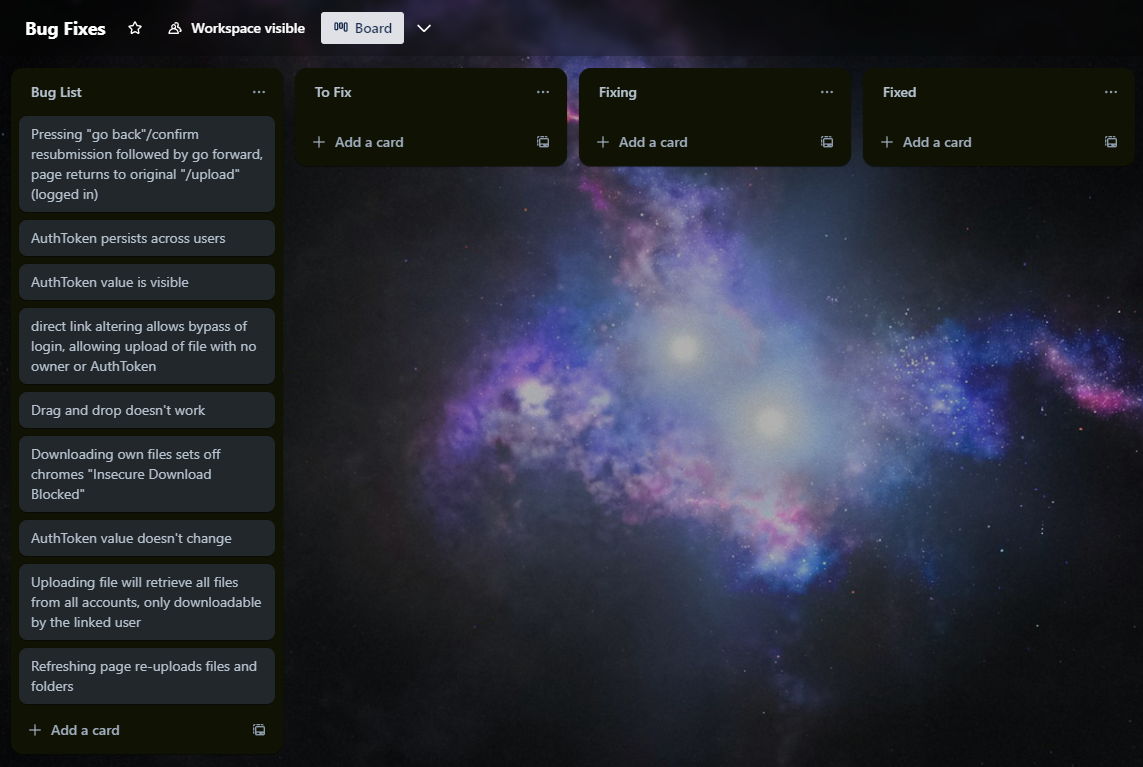 Bug Fixes
Workspace visible
Board
Bug List
Pressing "go back"/confirm
resubmission followed by go forward,
page returns to original "/upload"
(logged in)
AuthToken persists across users
AuthToken value is visible
direct link altering allows bypass of
login, allowing upload of file with no
owner or AuthToken
Drag and drop doesn't work
Downloading own files sets off
chromes "Insecure Download
Blocked"
AuthToken value doesn't change
Uploading file will retrieve all files
from all accounts, only downloadable
by the linked user
Refreshing page re-uploads files and
folders
Add a card
To Fix
Add a card
Fixing
Add a card
Fixed
Add a card